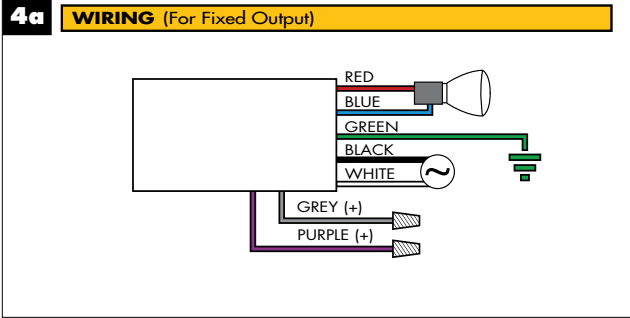 4a WIRING (For Fixed Output)
RED
BLUE
GREEN
BLACK
WHITE
GREY (+)
PURPLE (+)